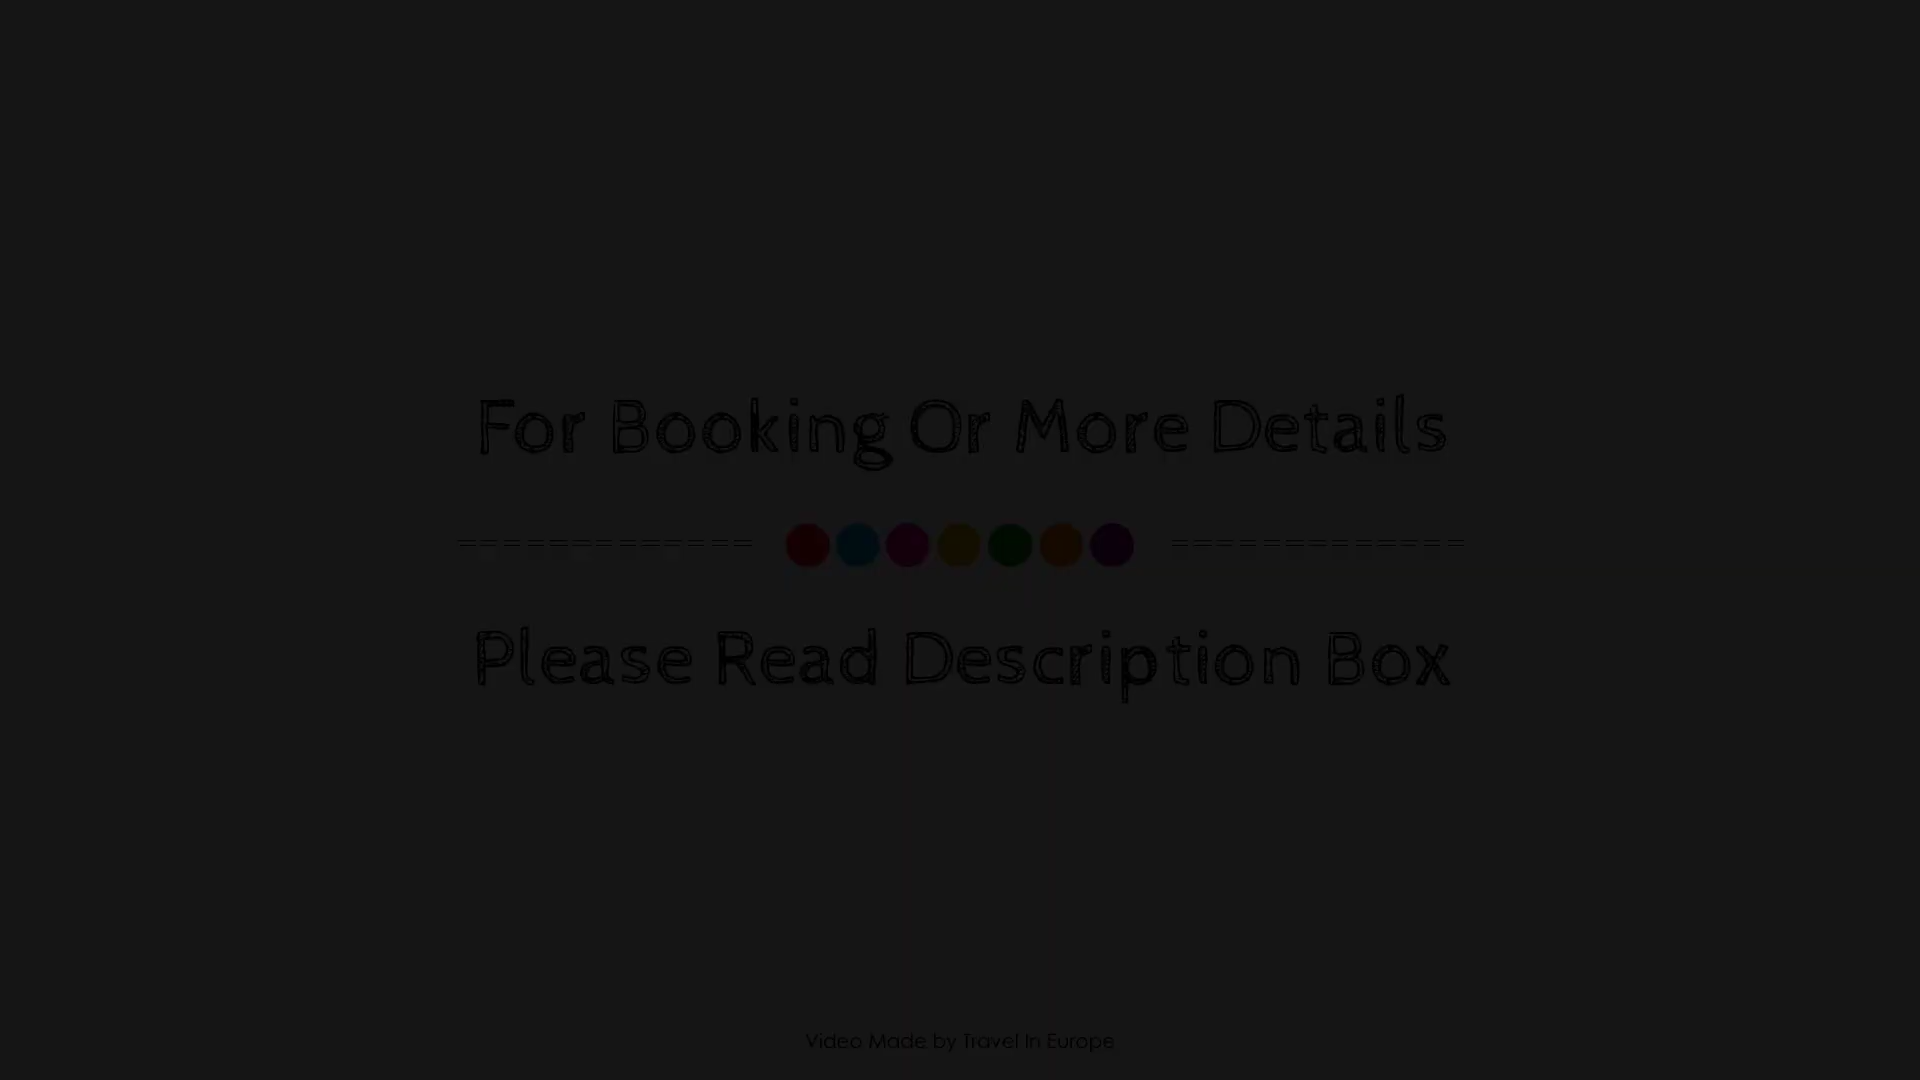 For Booking Or More Details
============= =============
Please Read Description Box
Video Made by Travel In Europe